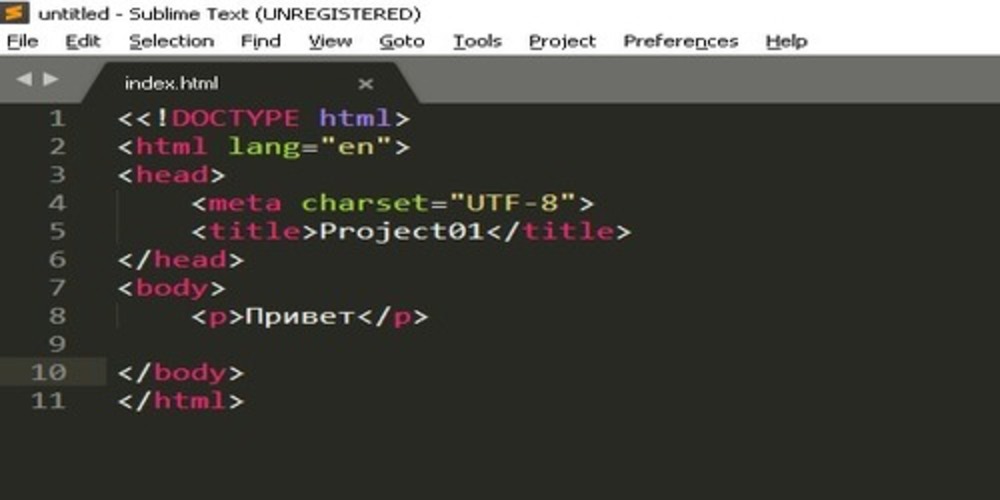 untitled - Sublime Text (UNREGISTERED)
File Edit Selection Find View Goto Tools Project Preferences Help
index.html
1 <<!DOCTYPE html>
2 <html lang="en">
3 <head>
4 <meta charset="UTF-8">
5 <title>Project01</title>
6 </head>
7 <body>
8 <p>Привет</p>
9
10 </body>
11 </html>